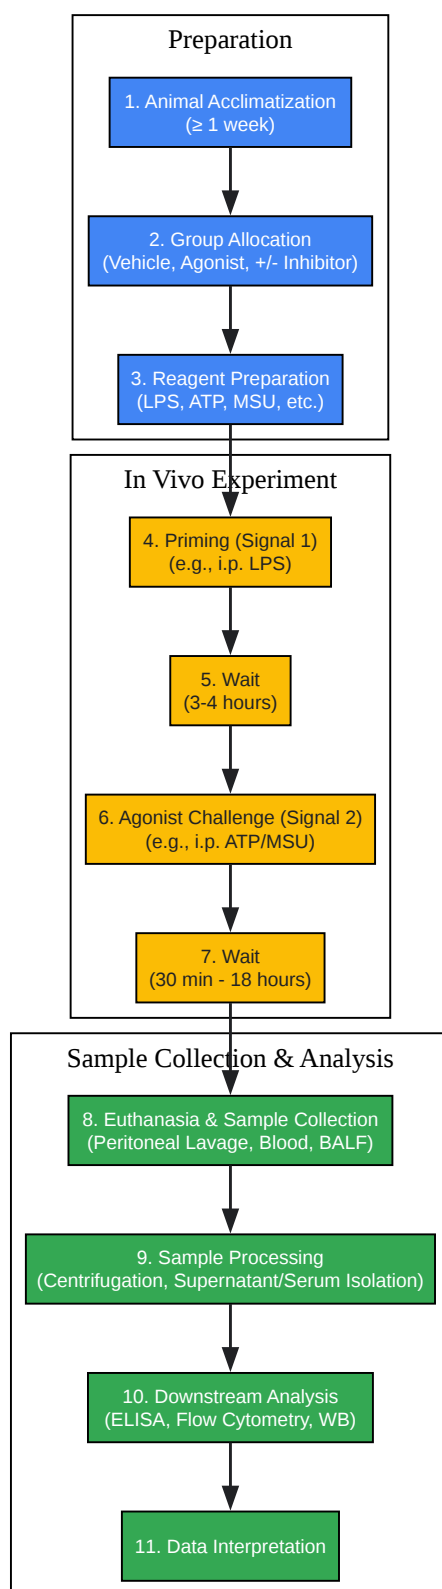 Preparation
1. Animal Acclimatization
(≥ 1 week)
2. Group Allocation
(Vehicle, Agonist, +/- Inhibitor)
3. Reagent Preparation
(LPS, ATP, MSU, etc.)
In Vivo Experiment
4. Priming (Signal 1)
(e.g., i.p. LPS)
5. Wait
(3-4 hours)
6. Agonist Challenge (Signal 2)
(e.g., i.p. ATP/MSU)
7. Wait
(30 min - 18 hours)
Sample Collection & Analysis
8. Euthanasia & Sample Collection
(Peritoneal Lavage, Blood, BALF)
9. Sample Processing
(Centrifugation, Supernatant/Serum Isolation)
10. Downstream Analysis
(ELISA, Flow Cytometry, WB)
11. Data Interpretation